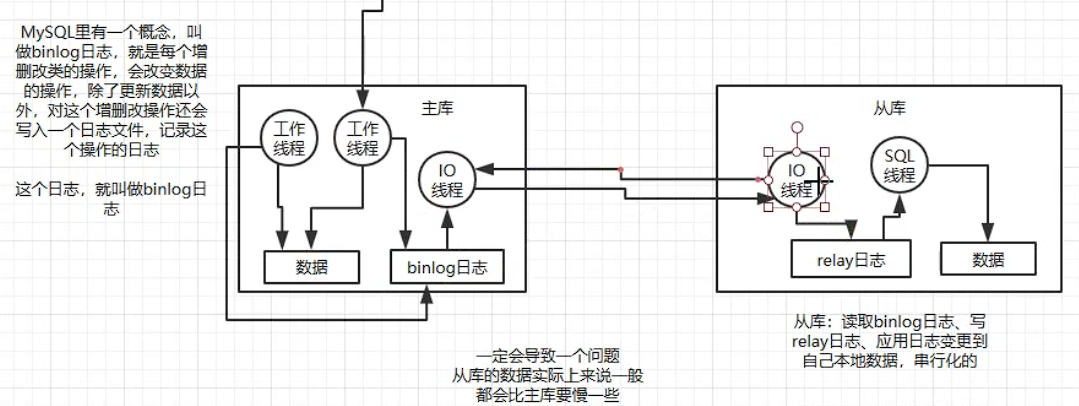 MySQL里有一个概念，叫
做binlog日志，就是每个增
删改类的操作，会改变数据
的操作，除了更新数据以
外，对这个增删改操作还会
写入一个日志文件，记录这
个操作的日志
这个日志，就叫做binlog日
志
主库
工作
线程
工作
线程
IO
线程
数据
binlog日志
从库
IO
线程
SQL
线程
relay日志
数据
从库：读取binlog日志、写
relay日志、应用日志变更到
自己本地数据，串行化的
一定会导致一个问题
从库的数据实际上来说一般
都会比主库要慢一些